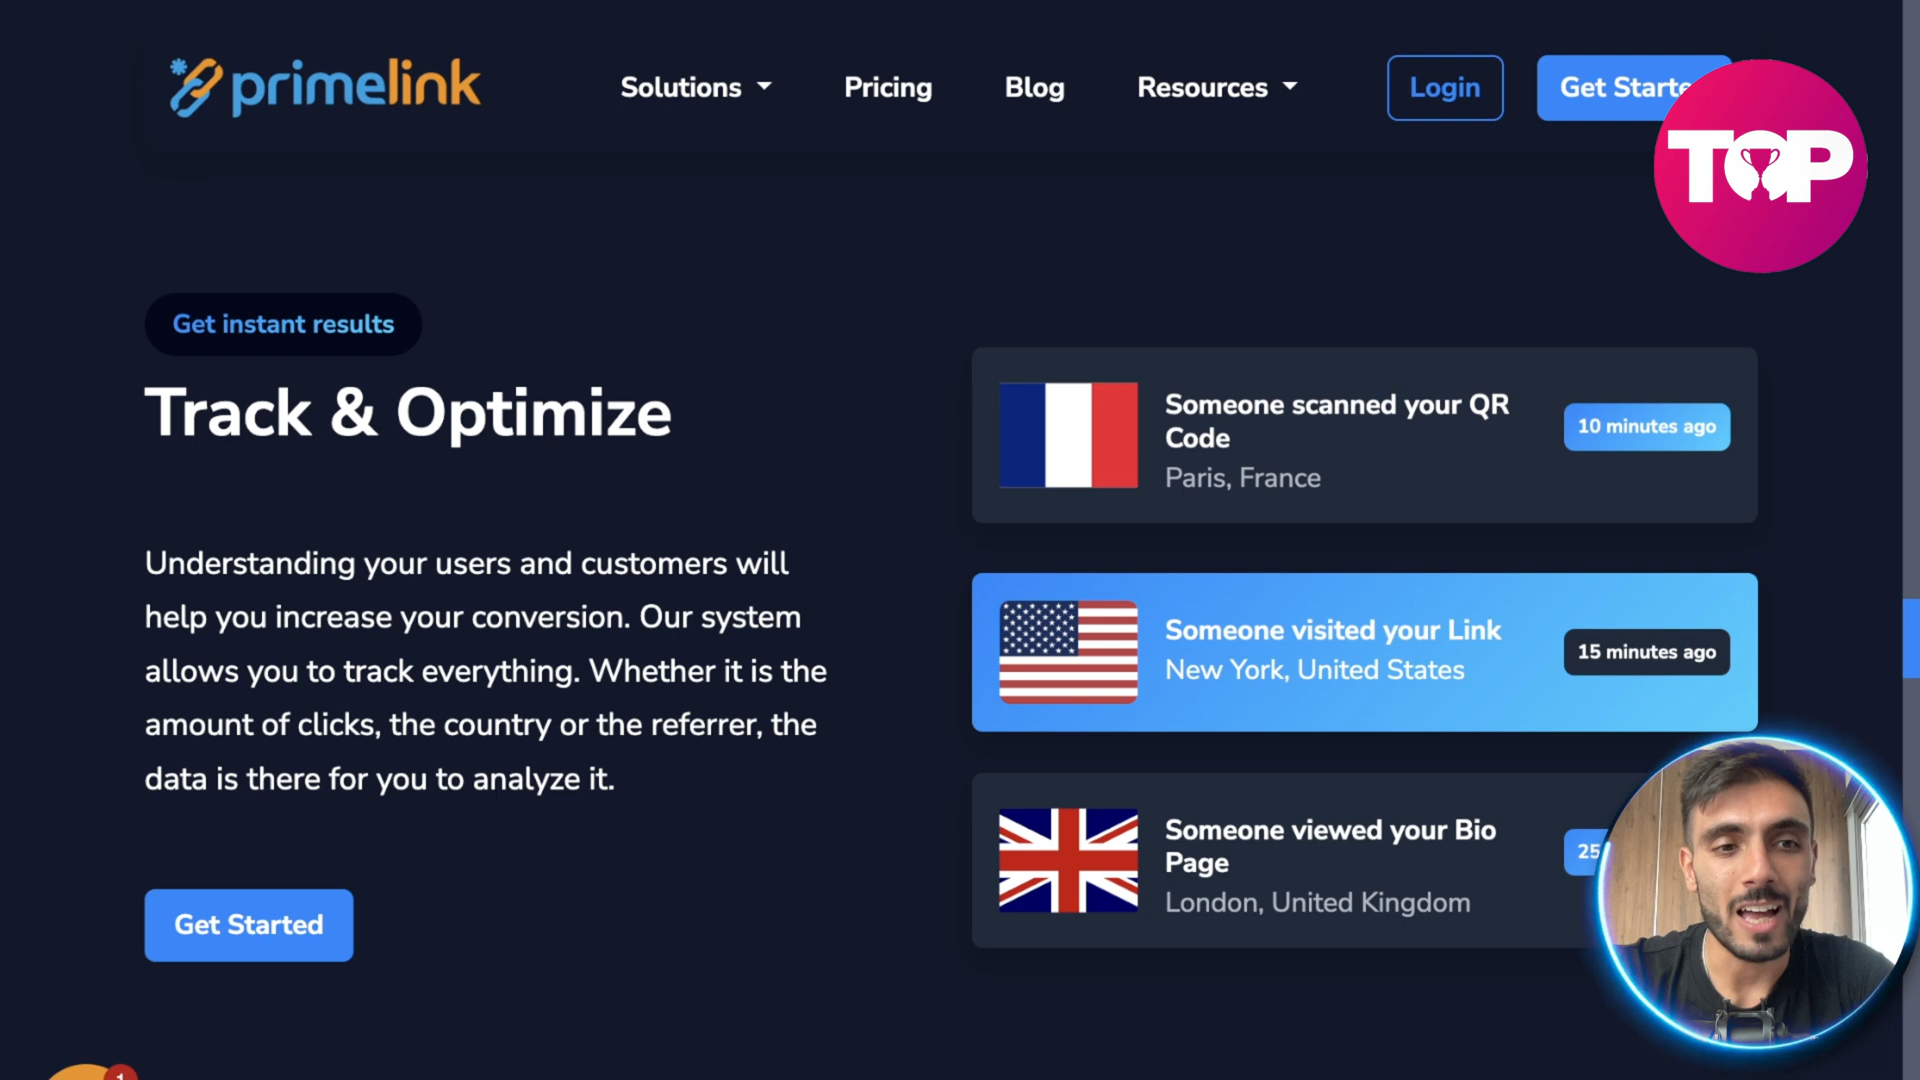 primelink
Solutions
Pricing
Blog
Resources
Login
Get Starte
TOP
Get instant results
Track & Optimize
Understanding your users and customers will
help you increase your conversion. Our system
allows you to track everything. Whether it is the
amount of clicks, the country or the referrer, the
data is there for you to analyze it.
Get Started
Someone scanned your QR
Code
Paris, France
10 minutes ago
Someone visited your Link
New York, United States
15 minutes ago
Someone viewed your Bio
Page
London, United Kingdom
25
1